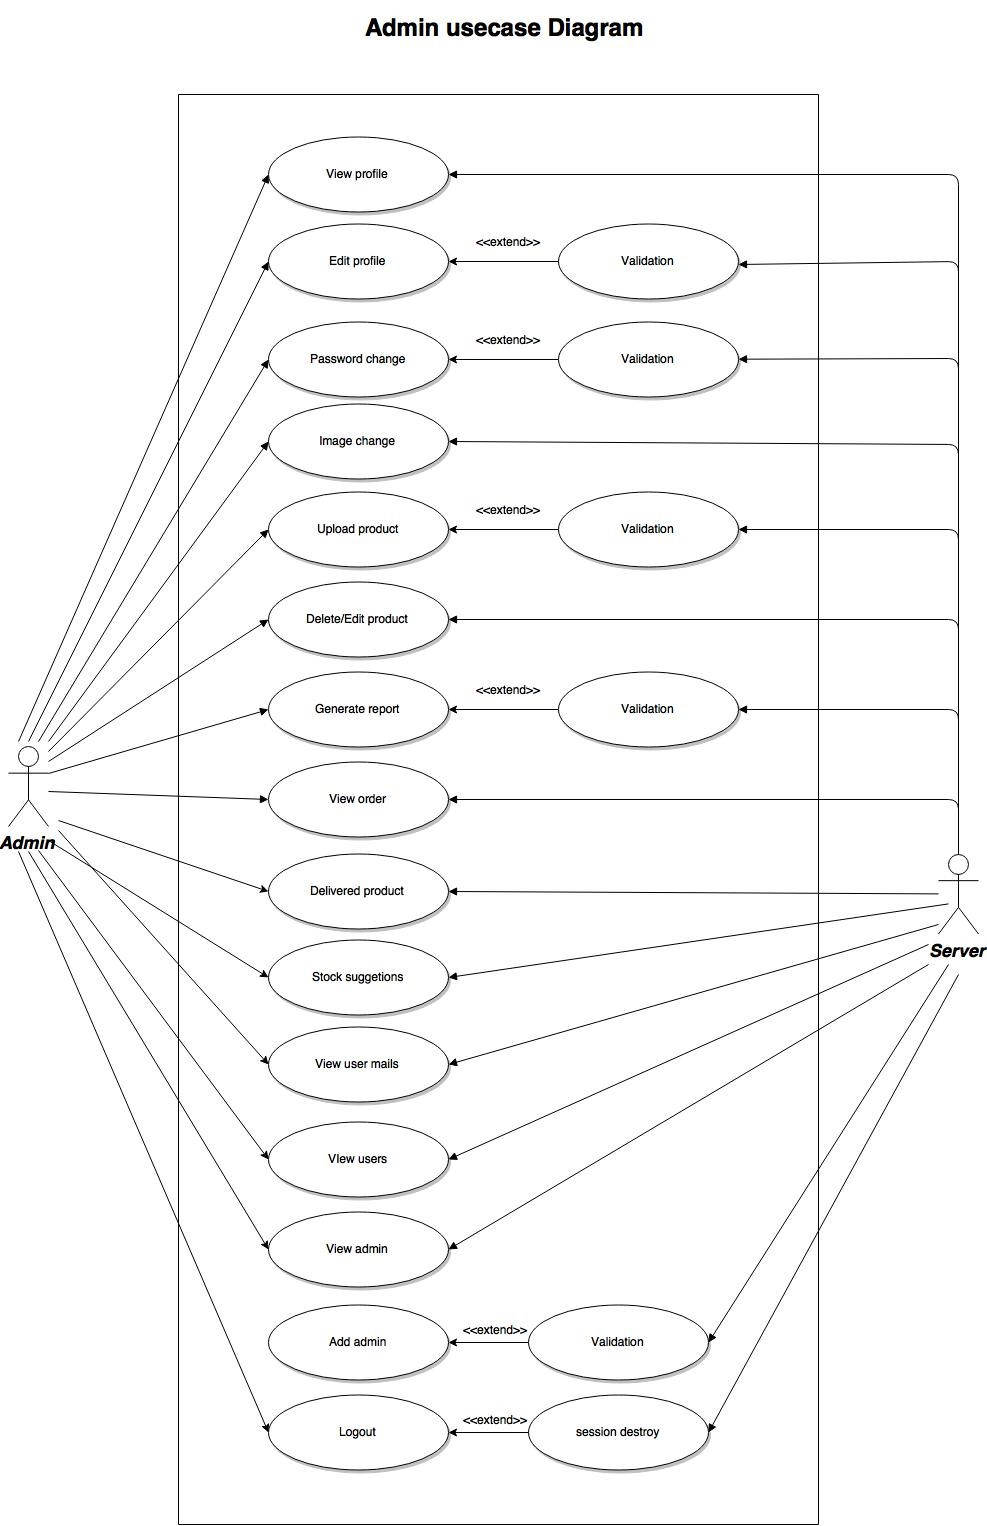 Admin usecase Diagram
View profile
Edit profile
<<extend>>
Validation
Password change
<<extend>>
Validation
Image change
Upload product
<<extend>>
Validation
Delete/Edit product
Generate report
<<extend>>
Validation
View order
Admin
Delivered product
Server
Stock suggetions
View user mails
VIew users
View admin
Add admin
<<extend>>
Validation
Logout
<<extend>>
session destroy